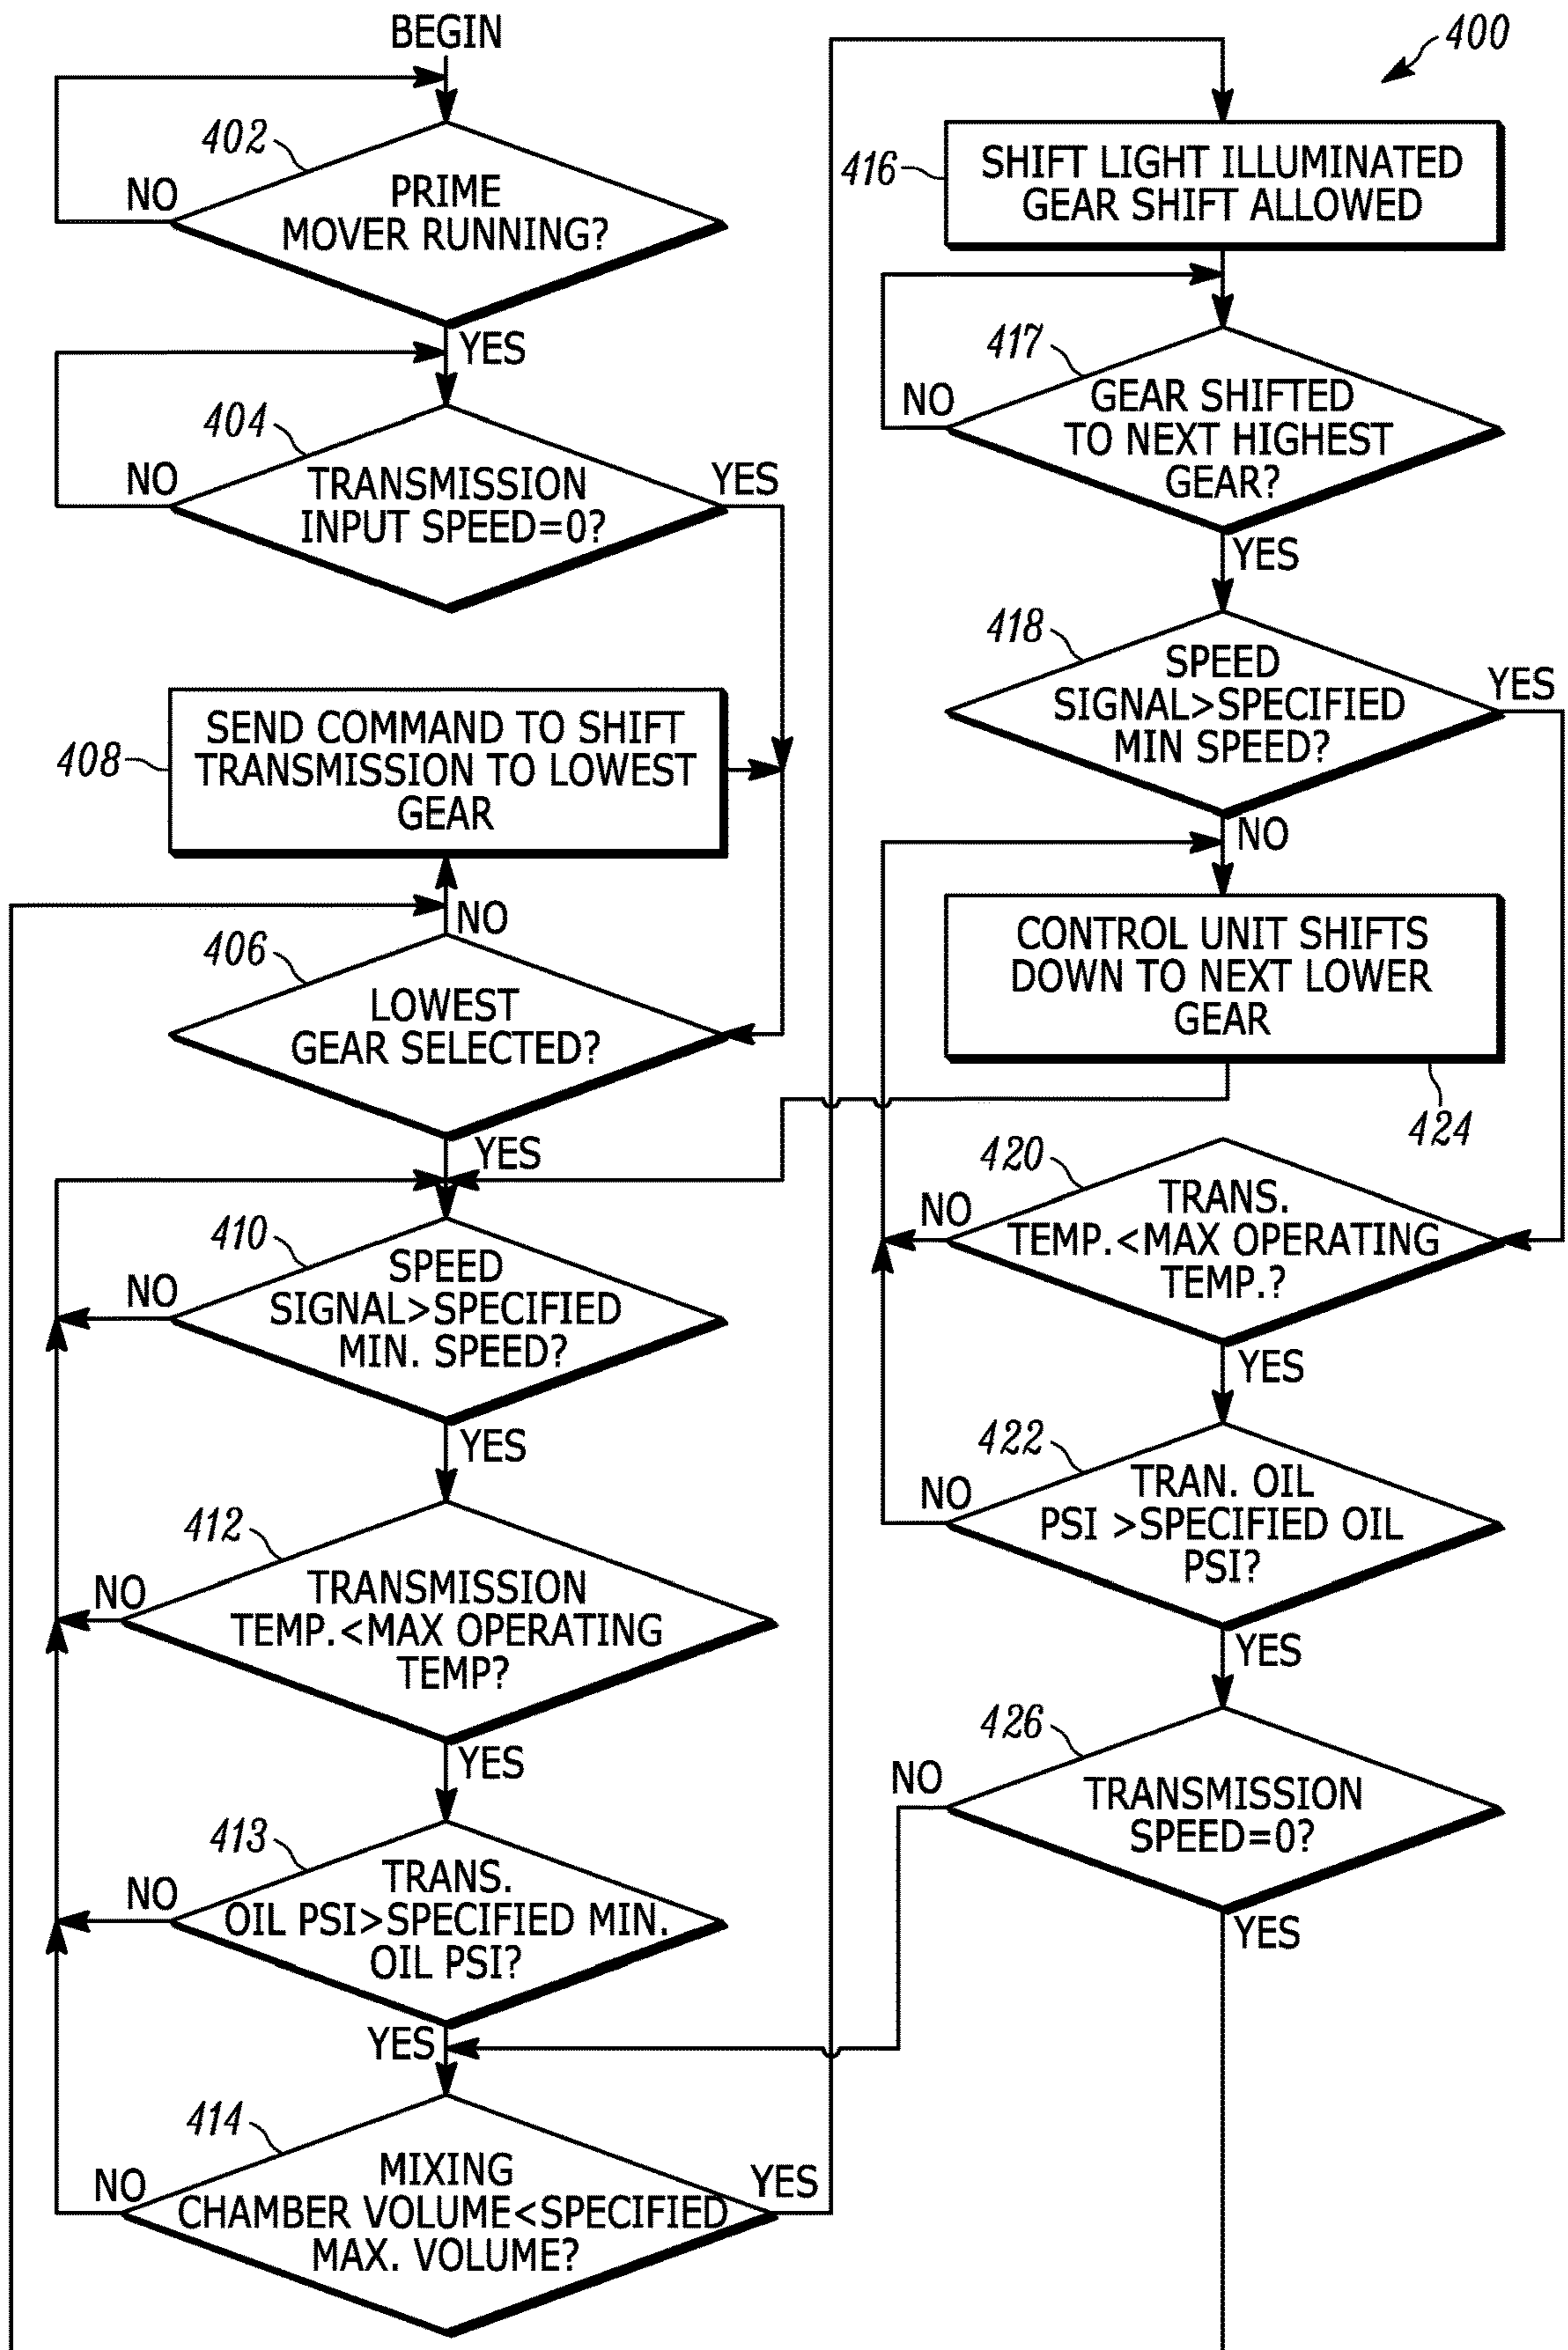 BEGIN
402
NO
PRIME
MOVER RUNNING?
YES
404
NO
TRANSMISSION
INPUT SPEED=0?
YES
408
SEND COMMAND TO SHIFT
TRANSMISSION TO LOWEST
GEAR
NO
406
LOWEST
GEAR SELECTED?
YES
410
NO
SPEED
SIGNAL>SPECIFIED
MIN. SPEED?
YES
412
NO
TRANSMISSION
TEMP.<MAX OPERATING
TEMP?
YES
413
NO
TRANS.
OIL PSI>SPECIFIED MIN.
OIL PSI?
YES
414
NO
MIXING
CHAMBER VOLUME<SPECIFIED
MAX. VOLUME?
YES
400
416
SHIFT LIGHT ILLUMINATED
GEAR SHIFT ALLOWED
417
NO
GEAR SHIFTED
TO NEXT HIGHEST
GEAR?
YES
418
SPEED
SIGNAL>SPECIFIED
MIN SPEED?
YES
NO
CONTROL UNIT SHIFTS
DOWN TO NEXT LOWER
GEAR
424
420
NO
TRANS.
TEMP.<MAX OPERATING
TEMP.?
YES
422
NO
TRAN. OIL
PSI >SPECIFIED OIL
PSI?
YES
426
NO
TRANSMISSION
SPEED=0?
YES